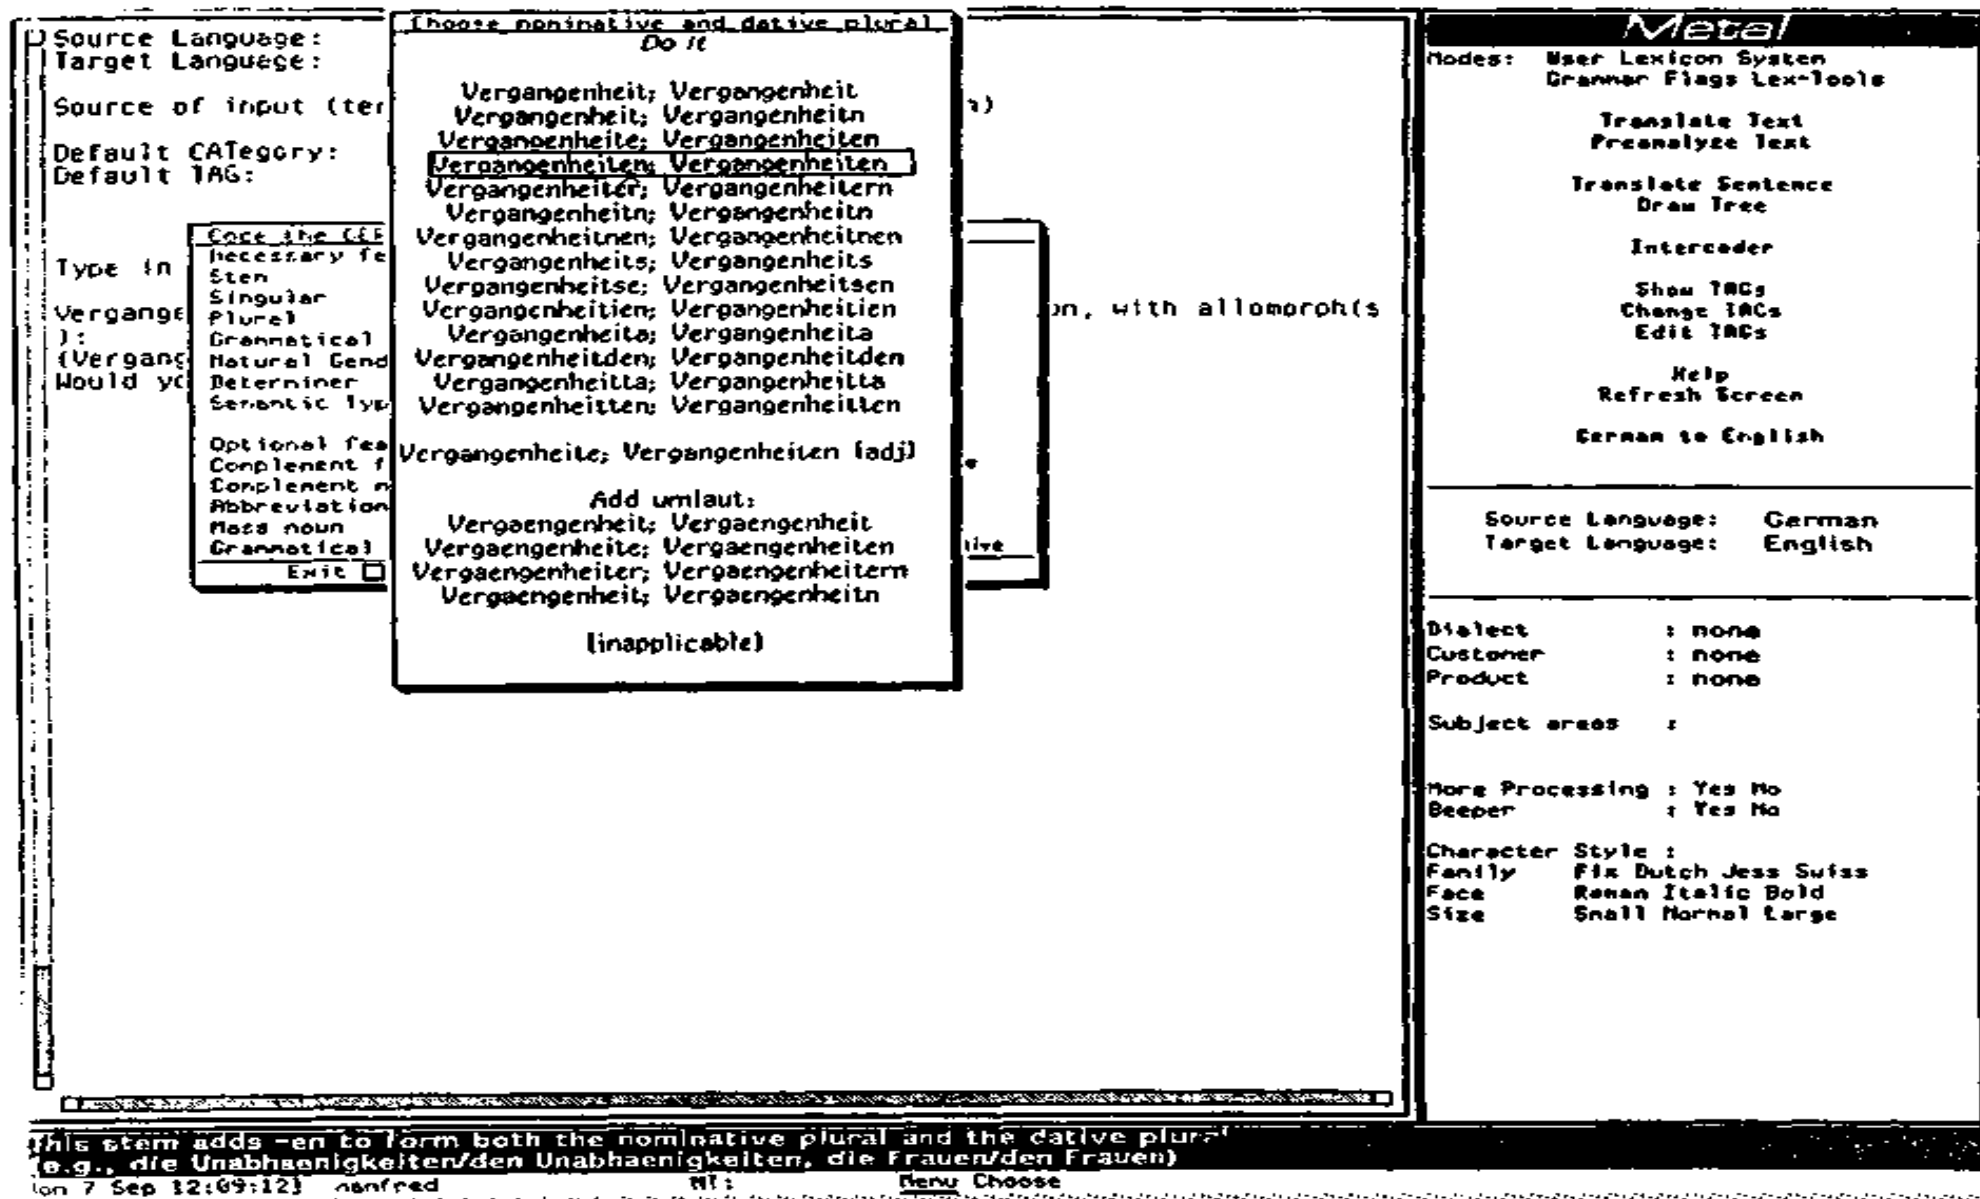 Choose nominative and dative plural
Do It
Vergangenheit; Vergangenheit
Vergangenheit; Vergangenheitn
Vergangenheite; Vergangenheiten
Vergangenheiten; Vergangenheiten
Vergangenheiter; Vergangenheitern
Vergangenheitn; Vergangenheitn
Vergangenheitnen; Vergangenheitnen
Vergangenheits; Vergangenheits
Vergangenheitse; Vergangenheitsen
Vergangenheitien; Vergangenheitien
Vergangenheita; Vergangenheita
Vergangenheitden; Vergangenheitden
Vergangenheitta; Vergangenheitta
Vergangenheitten; Vergangenheitten
Vergangenheite; Vergangenheiten (adj)
Add umlaut:
Vergaengenheit; Vergaengenheit
Vergaengenheite; Vergaengenheiten
Vergaengenheiter; Vergaengenheitern
Vergaengenheit; Vergaengenheitn
(inapplicable)
Source Language:
Target Language:
Source of input (ter
Default CATegory:
Default TAG:
Type in
Vergange
on, with allomorph(s
):
(Vergang
Would yo
Code the
necessary fe
Stem
Singular
Plural
Grammatical
Natural Gend
Determiner
Semantic Typ
Optional fea
Complement f
Complement
Abbreviation
Mass noun
Grammatical
tive
Exit
Metal
Modes: User Lexicon System
Grammar Flags Lex-Tools
Translate Text
Preanalyze Text
Translate Sentence
Draw Tree
Intercoder
Show TAGs
Change TAGs
Edit TAGs
Help
Refresh Screen
German to English
Source Language: German
Target Language: English
Dialect : none
Customer : none
Product : none
Subject areas :
More Processing : Yes No
Beeper : Yes No
Character Style :
Family Fix Dutch Jess Swiss
Face Roman Italic Bold
Size Small Normal Large
This stem adds -en to form both the nominative plural and the dative plural
(e.g., die Unabhaenigkeiten/den Unabhaenigkeiten, die Frauen/den Frauen)
on 7 Sep 12:09:12] manfred MT: Menu Choose